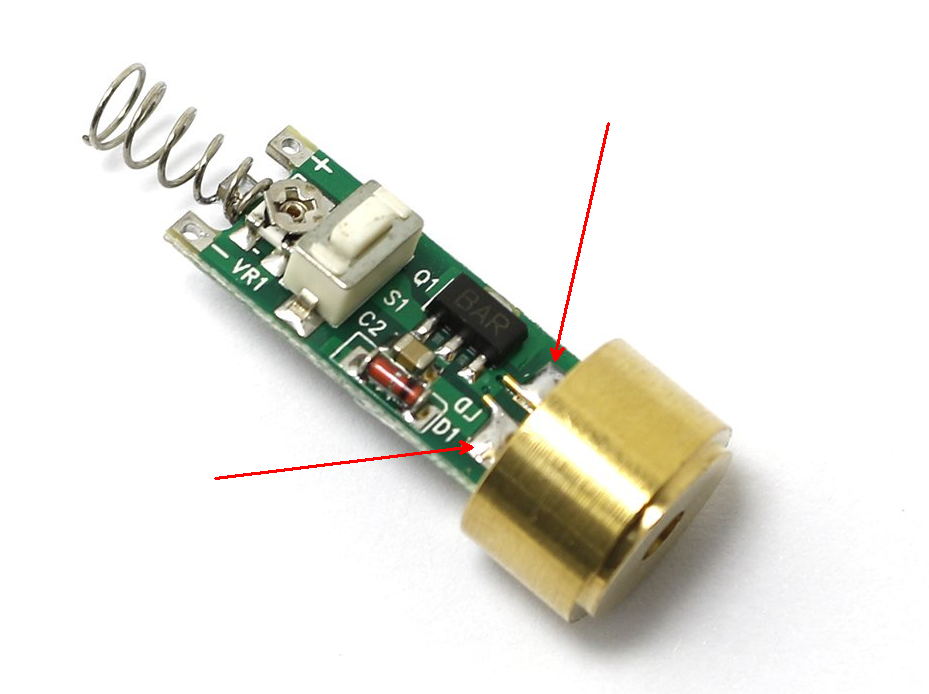 +
-
VR1
S1
Q1
BAR
C2
LD
D1